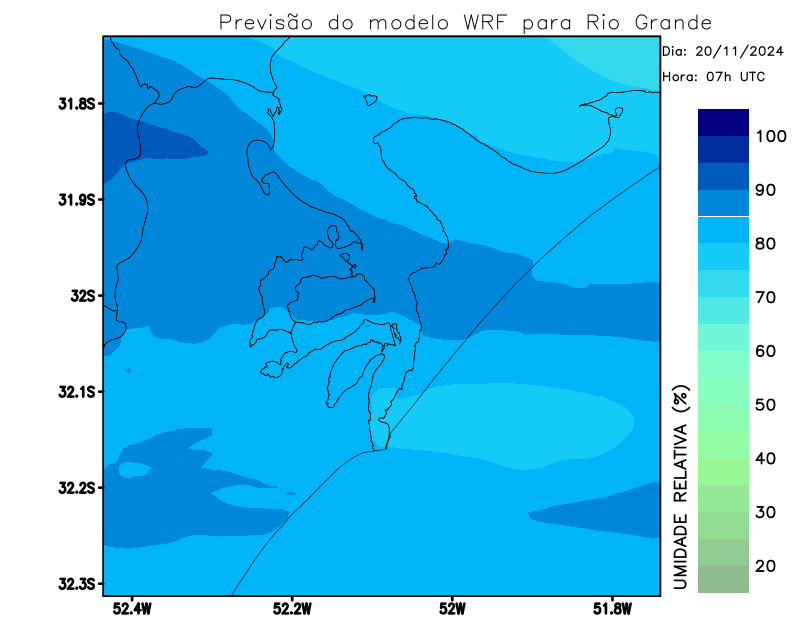 Previsão do modelo WRF para Rio Grande
Dia: 20/11/2024
Hora: 07h UTC
31.8S
31.9S
32S
32.1S
32.2S
32.3S
52.4W
52.2W
52W
51.8W
100
90
80
70
60
50
40
30
20
UMIDADE RELATIVA (%)